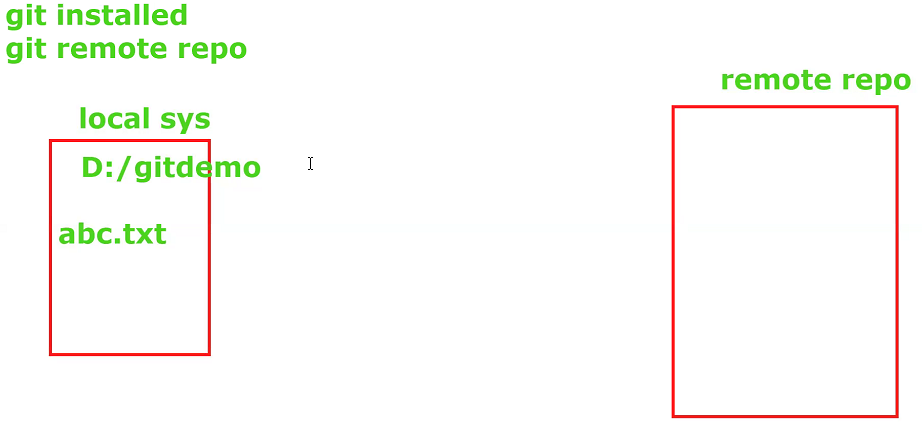 git installed
git remote repo
remote repo
local sys
D:/gitdemo
abc.txt